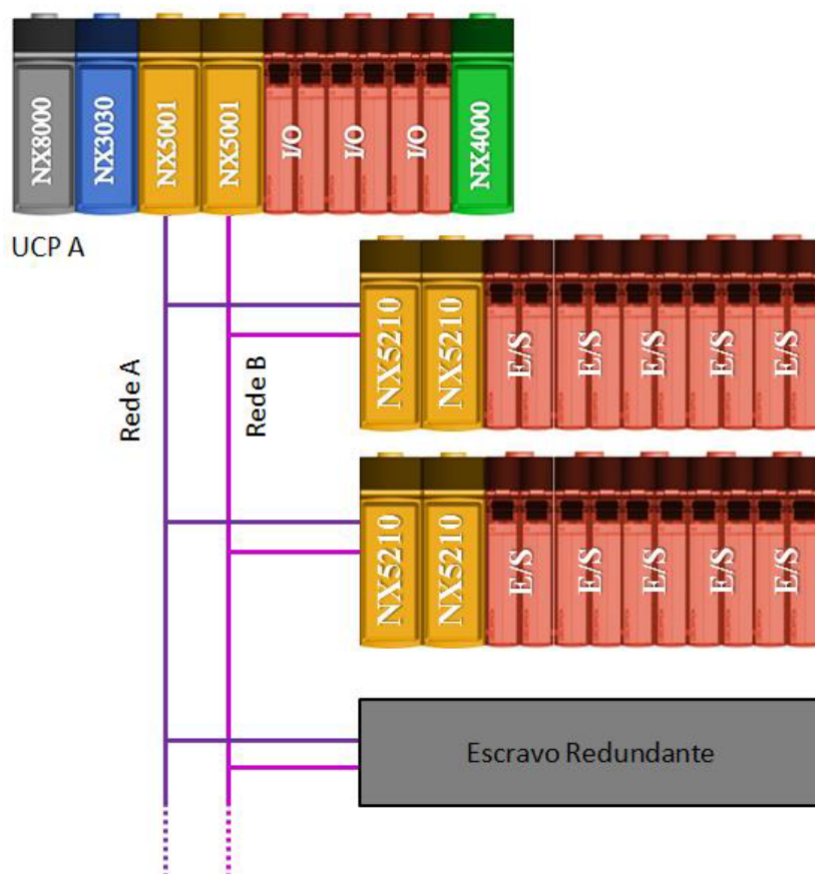 NX8000
NX3030
NX5001
NX5001
I/O
I/O
I/O
NX4000
UCP A
Rede A
Rede B
NX5210
NX5210
E/S
E/S
E/S
E/S
E/S
NX5210
NX5210
E/S
E/S
E/S
E/S
E/S
Escravo Redundante